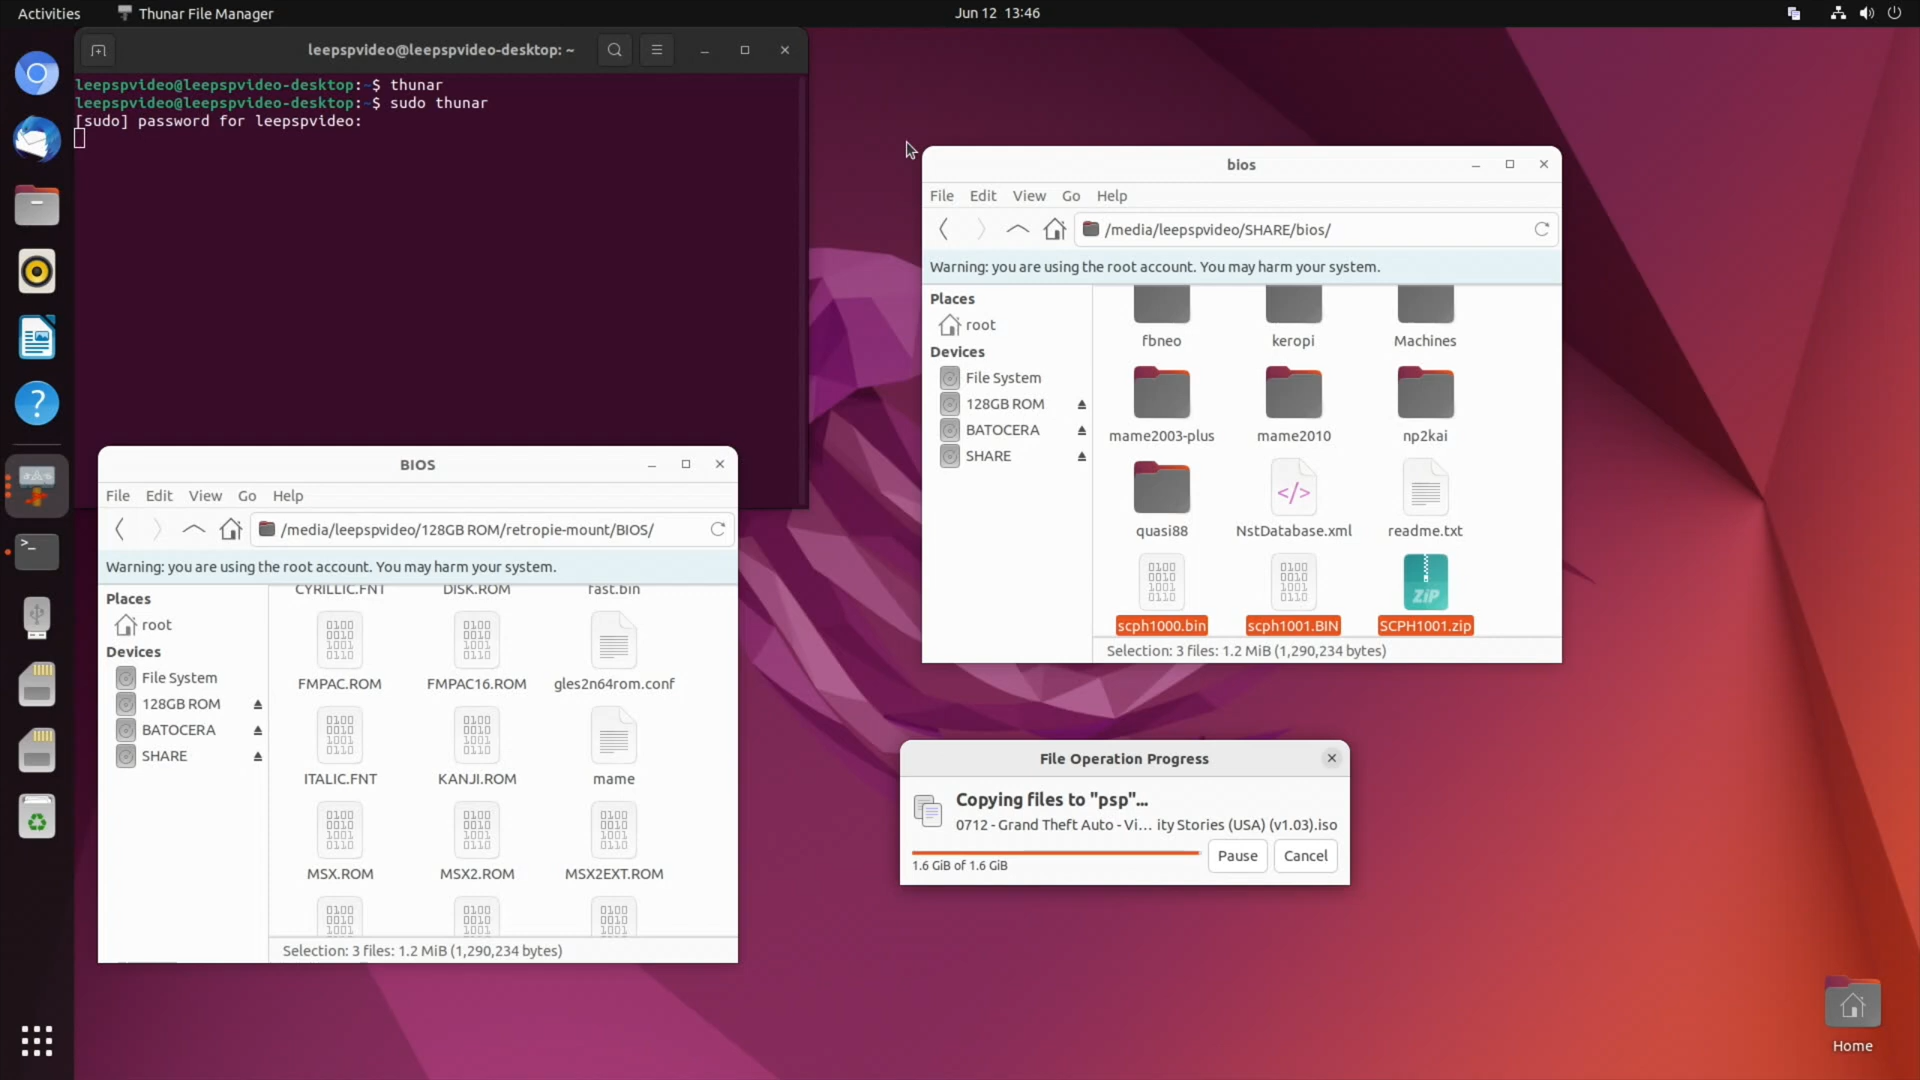 Activities
Thunar File Manager
Jun 12 13:46
leepspvideo@leepspvideo-desktop: ~
leepspvideo@leepspvideo-desktop:~$ thunar
leepspvideo@leepspvideo-desktop:~$ sudo thunar
[sudo] password for leepspvideo:
bios
File Edit View Go Help
/media/leepspvideo/SHARE/bios/
Warning: you are using the root account. You may harm your system.
Places
root
Devices
File System
128GB ROM
BATOCERA
SHARE
fbneo keropi Machines
mame2003-plus mame2010 np2kai
quasi88 NstDatabase.xml readme.txt
ZIP
scph1000.bin scph1001.BIN SCPH1001.zip
Selection: 3 files: 1.2 MiB (1,290,234 bytes)
BIOS
File Edit View Go Help
/media/leepspvideo/128GB ROM/retropie-mount/BIOS/
Warning: you are using the root account. You may harm your system.
Places
root
Devices
File System
128GB ROM
BATOCERA
SHARE
CYRILLIC.FNT DISK.ROM fast.bin
FMPAC.ROM FMPAC16.ROM gles2n64rom.conf
ITALIC.FNT KANJI.ROM mame
MSX.ROM MSX2.ROM MSX2EXT.ROM
Selection: 3 files: 1.2 MiB (1,290,234 bytes)
File Operation Progress
Copying files to "psp"...
0712 - Grand Theft Auto - Vi... ity Stories (USA) (v1.03).iso
1.6 GiB of 1.6 GiB
Pause
Cancel
Home